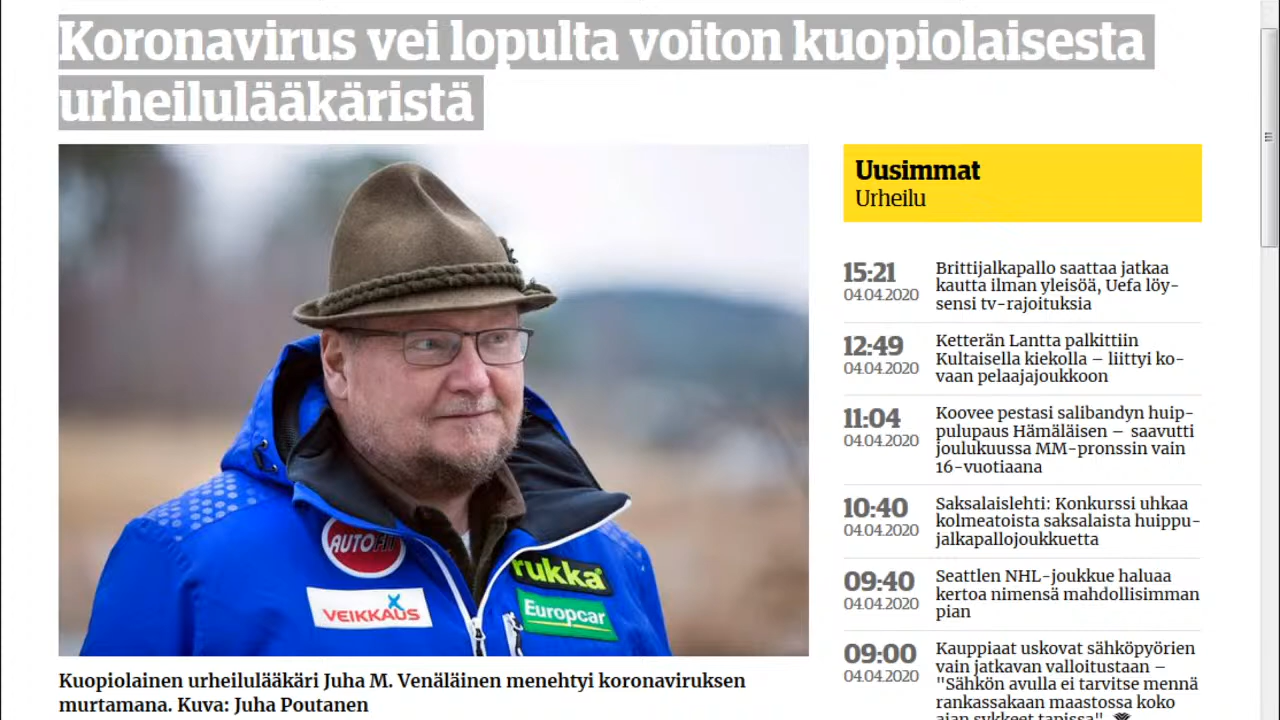 Koronavirus vei lopulta voiton kuopiolaisesta
urheilulääkäristä
AUTOFIT
VEIKKAUS
rukka
Europcar
Kuopiolainen urheilulääkäri Juha M. Venäläinen menehtyi koronaviruksen
murtamana. Kuva: Juha Poutanen
Uusimmat
Urheilu
15:21
04.04.2020
Brittijalkapallo saattaa jatkaa
kautta ilman yleisöä, Uefa löy-
sensi tv-rajoituksia
12:49
04.04.2020
Ketterän Lantta palkittiin
Kultaisella kiekolla – liittyi ko-
vaan pelaajajoukkoon
11:04
04.04.2020
Koovee pestasi salibandyn huip-
pulupaus Hämäläisen – saavutti
joulukuussa MM-pronssin vain
16-vuotiaana
10:40
04.04.2020
Saksalaislehti: Konkurssi uhkaa
kolmeatoista saksalaista huippu-
jalkapallojoukkuetta
09:40
04.04.2020
Seattlen NHL-joukkue haluaa
kertoa nimensä mahdollisimman
pian
09:00
04.04.2020
Kauppiaat uskovat sähköpyörien
vain jatkavan valloitustaan –
"Sähkön avulla ei tarvitse mennä
rankassakaan maastossa koko
ajan sykkeet tapissa"